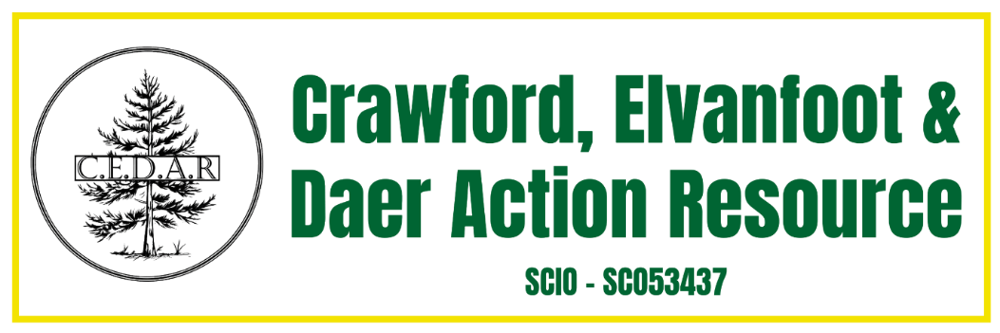 C.E.D.A.R
Crawford, Elvanfoot &
Daer Action Resource
SCIO - SC053437